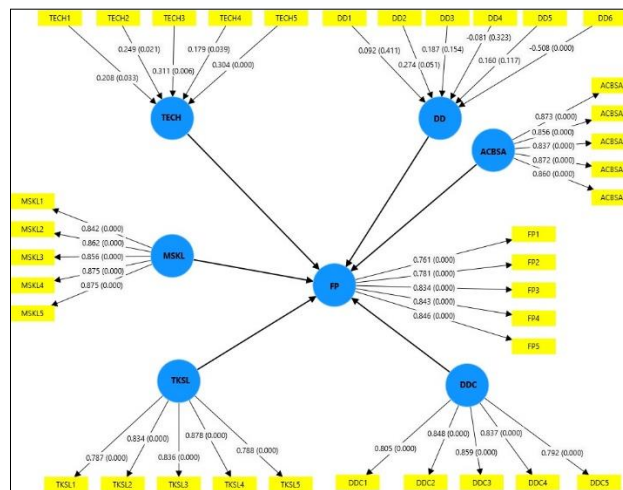 TECH1 TECH2 TECH3 TECH4 TECH5 DD1 DD2 DD3 DD4 DD5 DD6
0.249 (0.021) 0.179 (0.039) 0.187 (0.154) -0.081 (0.323)
0.208 (0.033) 0.311 (0.006) 0.304 (0.000) 0.092 (0.411) 0.274 (0.051) 0.160 (0.117) -0.508 (0.000)
TECH DD ACBSA
0.873 (0.000) ACBSA
0.856 (0.000) ACBSA
0.837 (0.000) ACBSA
0.872 (0.000) ACBSA
0.860 (0.000) ACBSA
MSKL1 0.842 (0.000)
MSKL2 0.862 (0.000)
MSKL3 0.856 (0.000)
MSKL4 0.875 (0.000)
MSKL5 0.875 (0.000)
MSKL FP
0.761 (0.000) FP1
0.781 (0.000) FP2
0.834 (0.000) FP3
0.843 (0.000) FP4
0.846 (0.000) FP5
TKSL DDC
0.787 (0.000) 0.834 (0.000) 0.836 (0.000) 0.878 (0.000) 0.788 (0.000)
TKSL1 TKSL2 TKSL3 TKSL4 TKSL5
0.805 (0.000) 0.848 (0.000) 0.859 (0.000) 0.837 (0.000) 0.792 (0.000)
DDC1 DDC2 DDC3 DDC4 DDC5